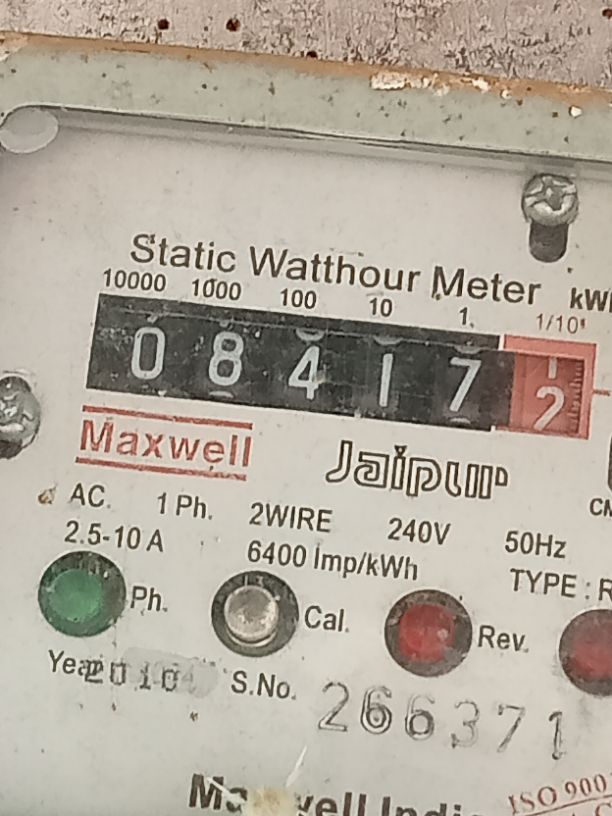 Static Watthour Meter kW
10000 1000 100 10 1 1/10
0 8 4 1 7 2
Maxwell Jaipur
AC. 1 Ph. 2WIRE 240V 50Hz
2.5-10 A 6400 Imp/kWh TYPE :
Ph. Cal. Rev.
Year 2010 S.No. 266371
ISO 900